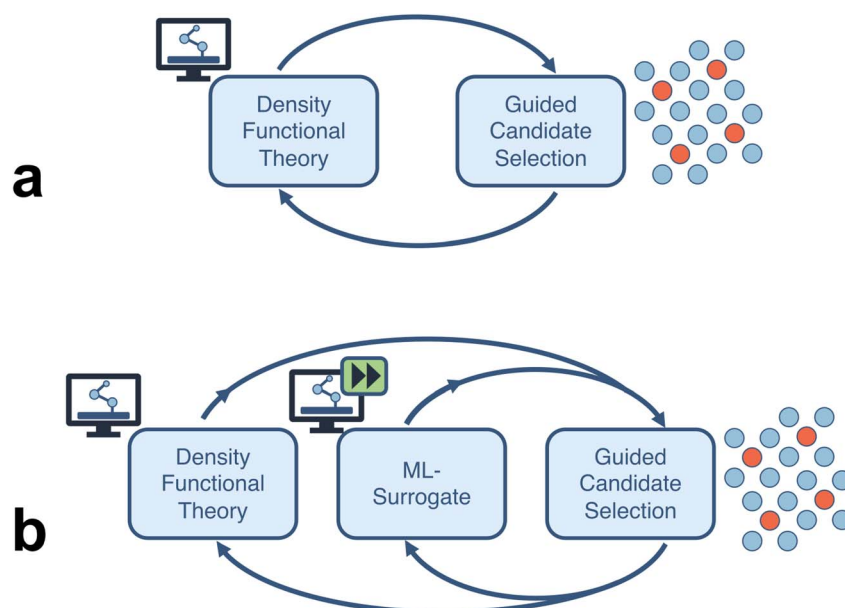 Density
Functional
Theory
Guided
Candidate
Selection
a
Density
Functional
Theory
ML-
Surrogate
Guided
Candidate
Selection
b